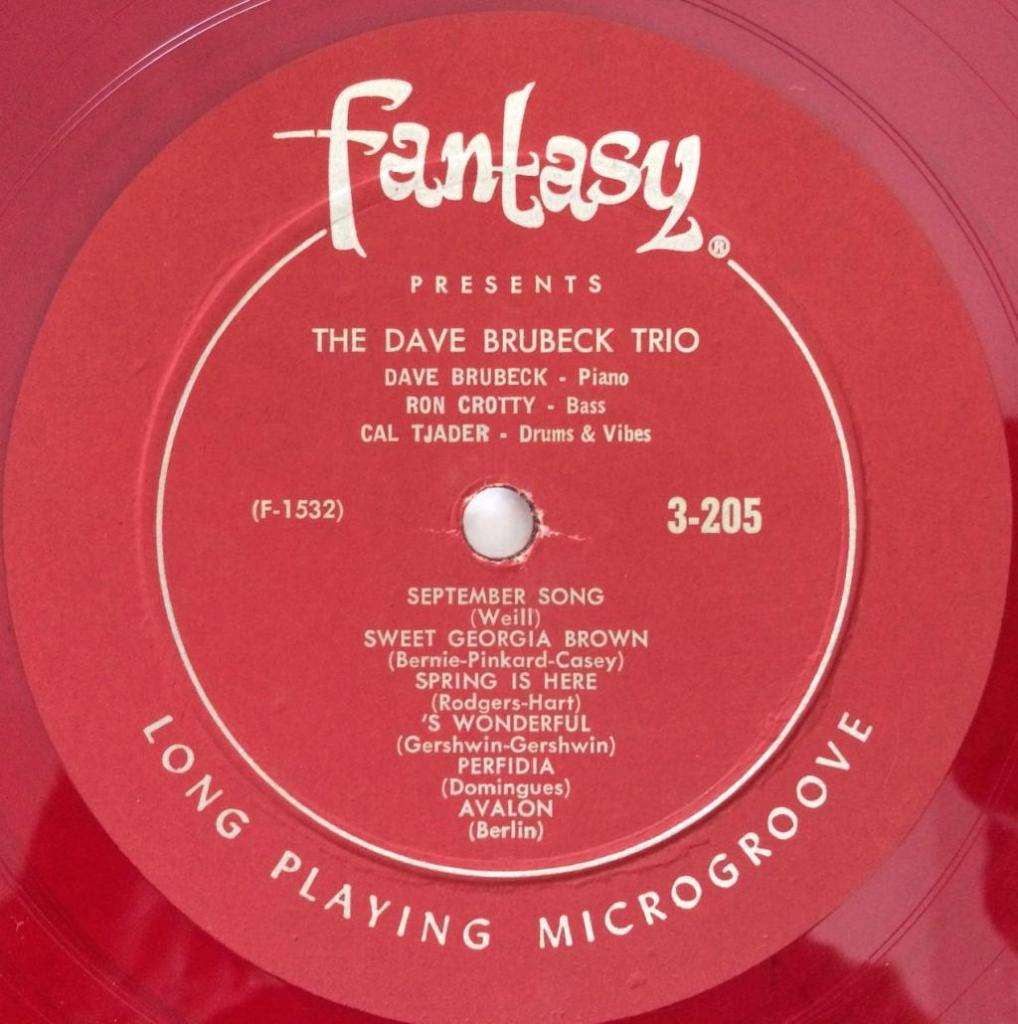 fantasy®
PRESENTS
THE DAVE BRUBECK TRIO
DAVE BRUBECK - Piano
RON CROTTY - Bass
CAL TJADER - Drums & Vibes
(F-1532)
3-205
SEPTEMBER SONG
(Weill)
SWEET GEORGIA BROWN
(Bernie-Pinkard-Casey)
SPRING IS HERE
(Rodgers-Hart)
'S WONDERFUL
(Gershwin-Gershwin)
PERFIDIA
(Domingues)
AVALON
(Berlin)
LONG PLAYING MICROGROOVE